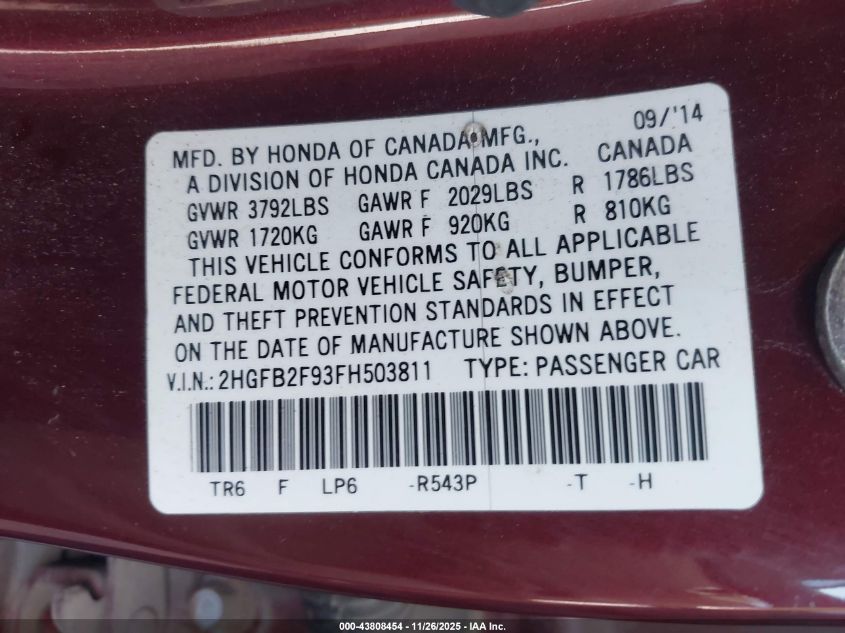 09/'14
MFD. BY HONDA OF CANADA MFG.,
A DIVISION OF HONDA CANADA INC. CANADA
GVWR 3792LBS GAWR F 2029LBS R 1786LBS
GVWR 1720KG GAWR F 920KG R 810KG
THIS VEHICLE CONFORMS TO ALL APPLICABLE
FEDERAL MOTOR VEHICLE SAFETY, BUMPER,
AND THEFT PREVENTION STANDARDS IN EFFECT
ON THE DATE OF MANUFACTURE SHOWN ABOVE.
V.I.N.: 2HGFB2F93FH503811 TYPE: PASSENGER CAR
TR6 F LP6 -R543P -T -H
000-43808454 - 11/26/2025 - IAA Inc.